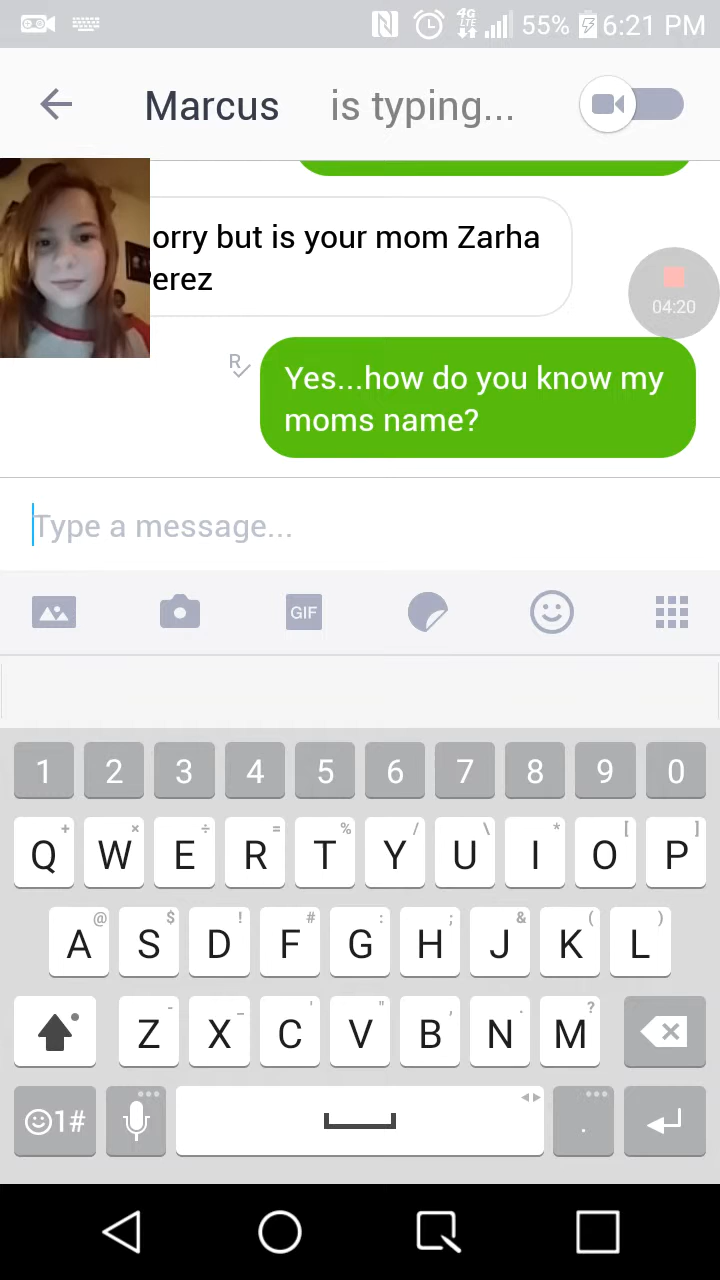 4G
LTE
55% 6:21 PM
Marcus is typing...
orry but is your mom Zarha
erez
04:20
R
Yes...how do you know my
moms name?
Type a message...
GIF
1 2 3 4 5 6 7 8 9 0
+ × ÷ = % / \ * [ ]
Q W E R T Y U I O P
@ $ ! # : ; & ( )
A S D F G H J K L
- _ ' " , . ?
Z X C V B N M
1# .